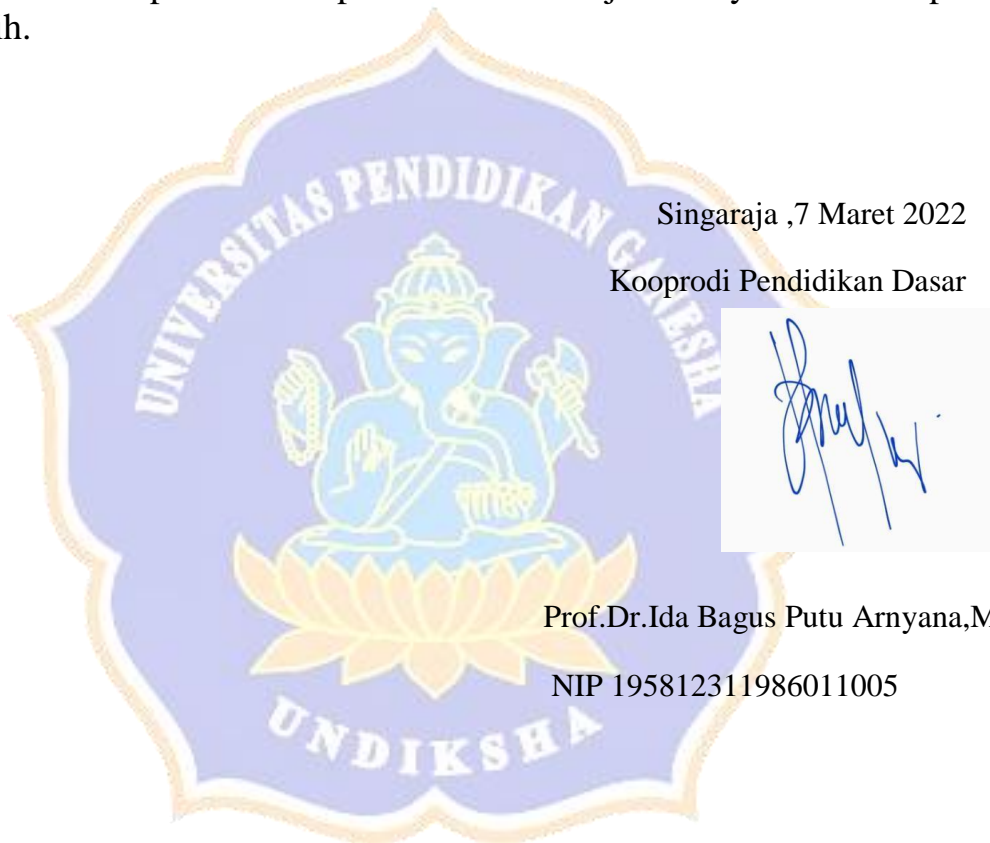 ih.
UNIVERSITAS PENDIDIKAN GANESHA
Singaraja ,7 Maret 2022
Kooprodi Pendidikan Dasar
Prof.Dr.Ida Bagus Putu Arnyana,M
NIP 195812311986011005
UNDIKSHA